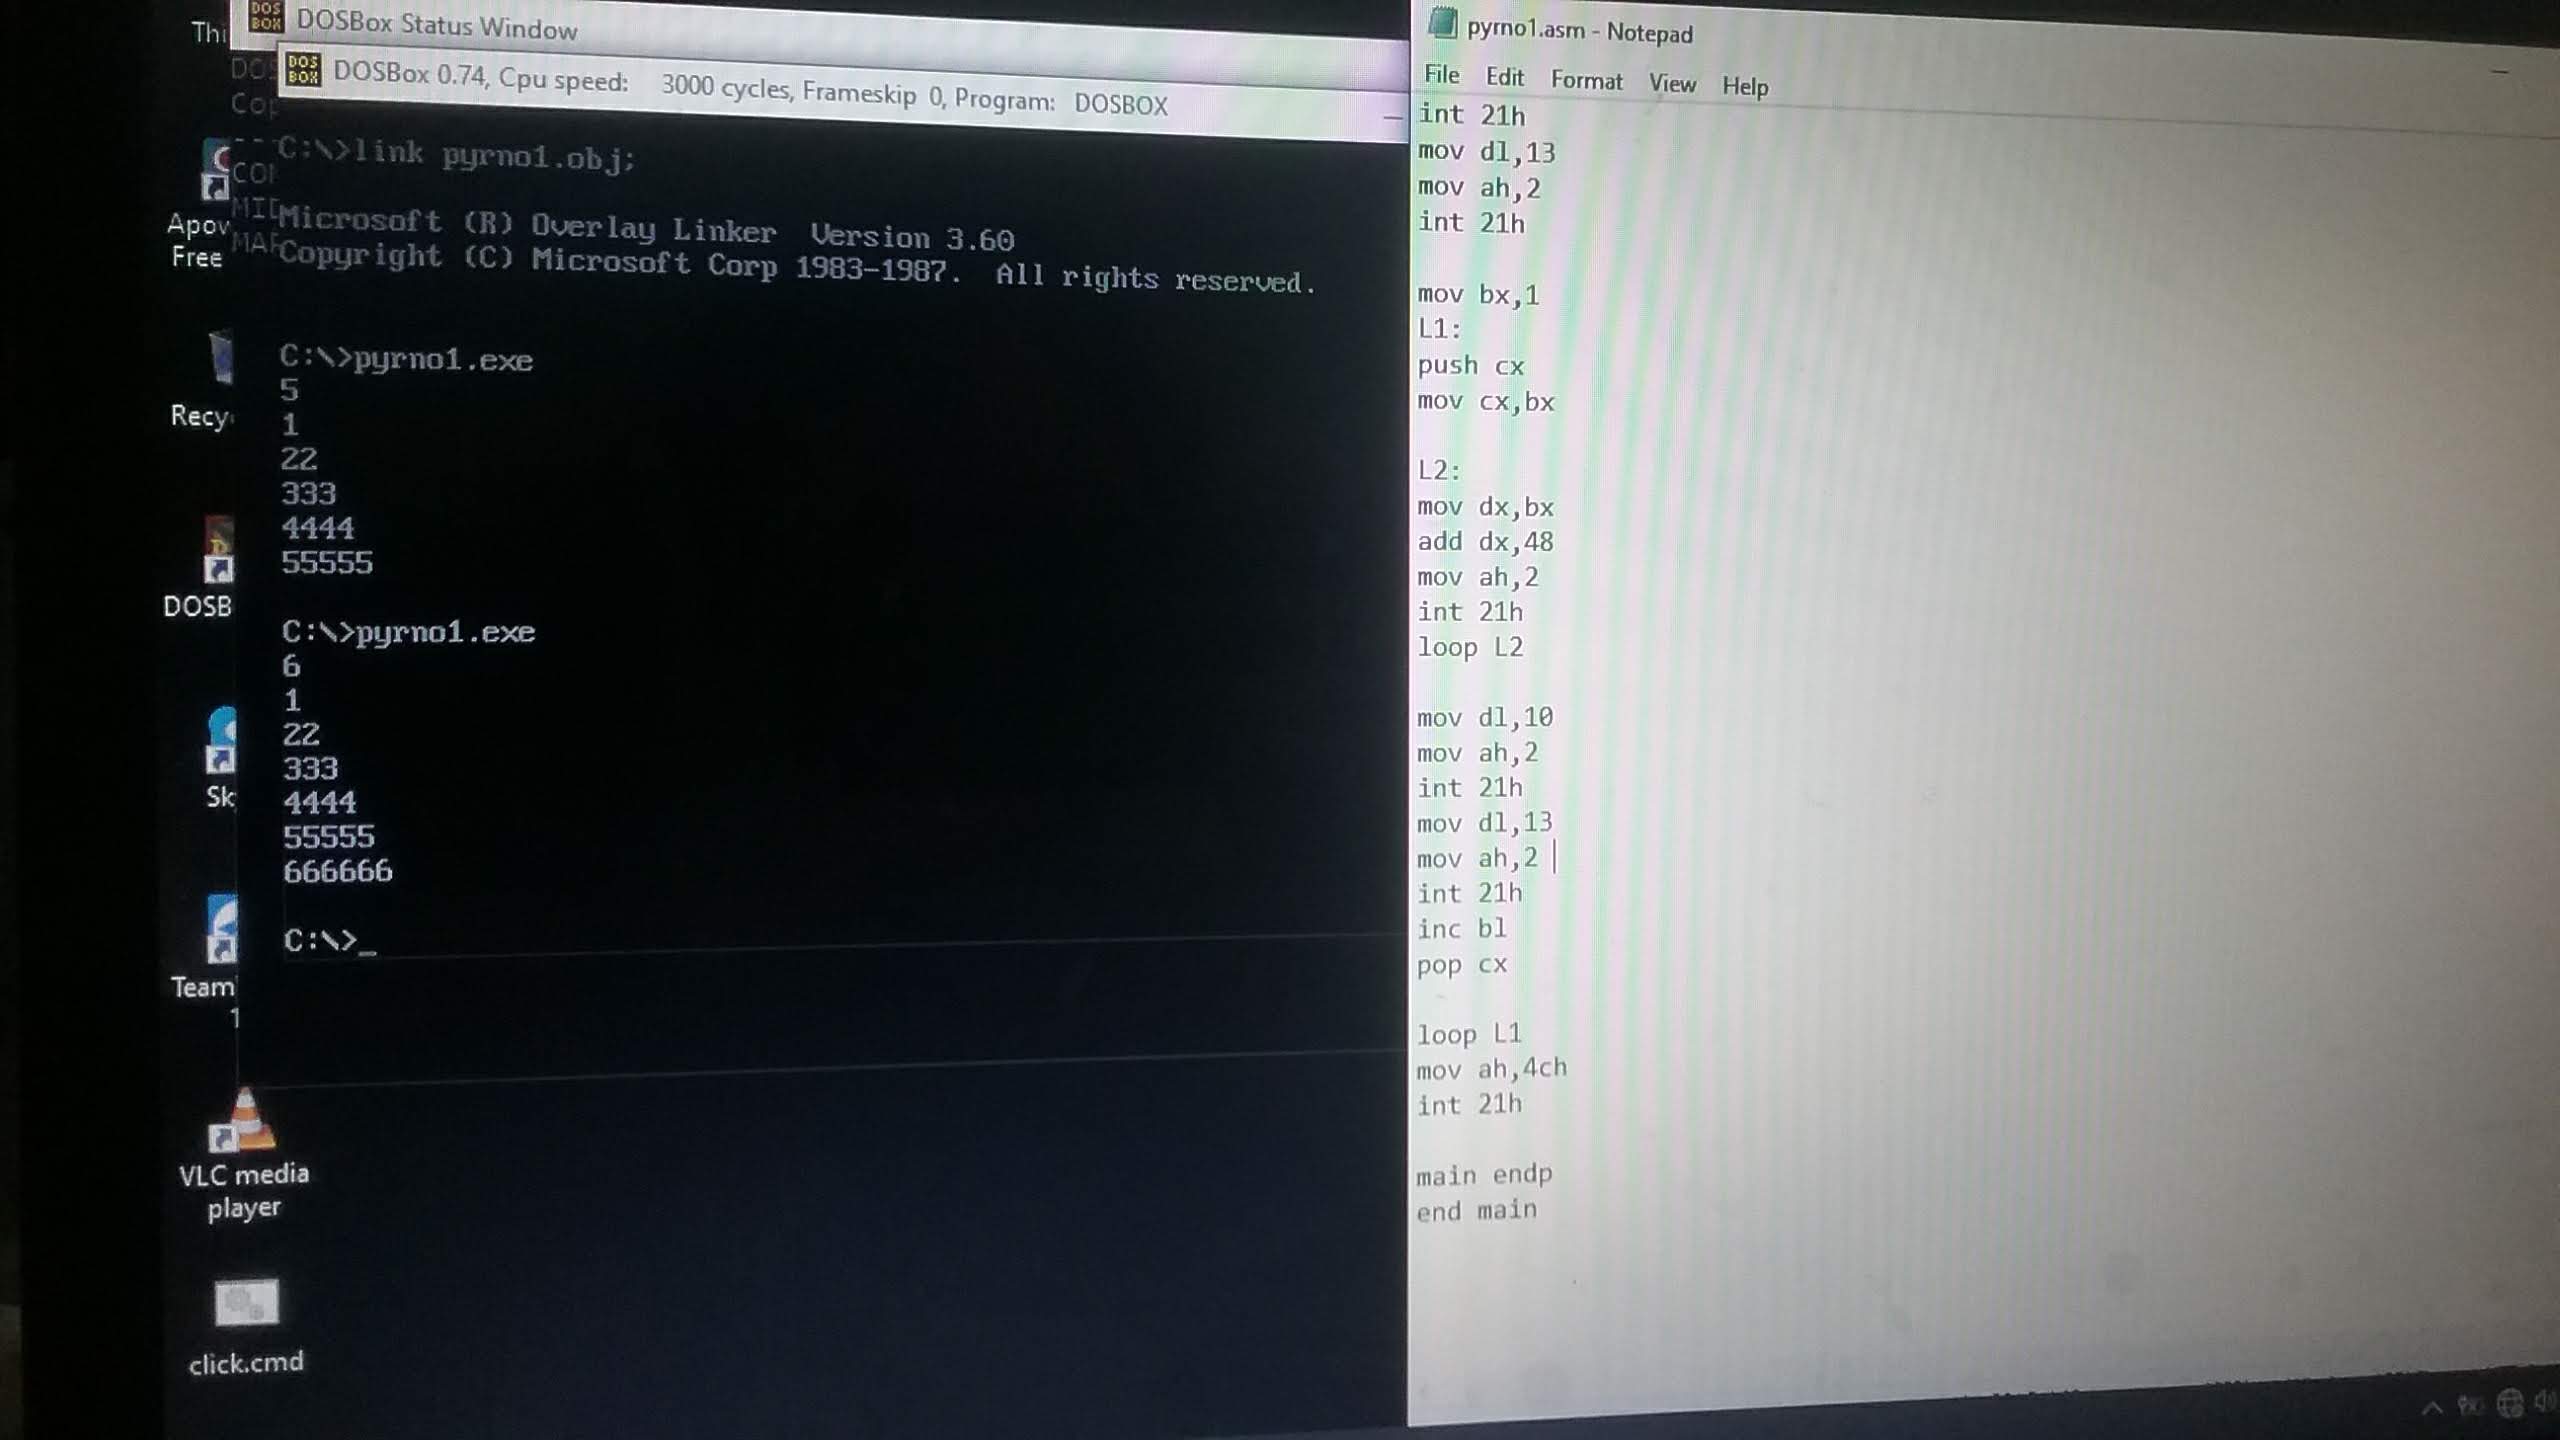 Thi
DOSBox Status Window
DOS
Cop
DOSBox 0.74, Cpu speed: 3000 cycles, Frameskip 0, Program: DOSBOX
C:\>link pyrno1.obj;
Microsoft (R) Overlay Linker Version 3.60
Copyright (C) Microsoft Corp 1983-1987. All rights reserved.
C:\>pyrno1.exe
5
1
22
333
4444
55555
C:\>pyrno1.exe
6
1
22
333
4444
55555
666666
C:\>_
Apow
Free
Recy
DOSB
Sk
Team
1
VLC media
player
click.cmd
pyrno1.asm - Notepad
File Edit Format View Help
int 21h
mov dl,13
mov ah,2
int 21h
mov bx,1
L1:
push cx
mov cx,bx
L2:
mov dx,bx
add dx,48
mov ah,2
int 21h
loop L2
mov dl,10
mov ah,2
int 21h
mov dl,13
mov ah,2
int 21h
inc bl
pop cx
loop L1
mov ah,4ch
int 21h
main endp
end main